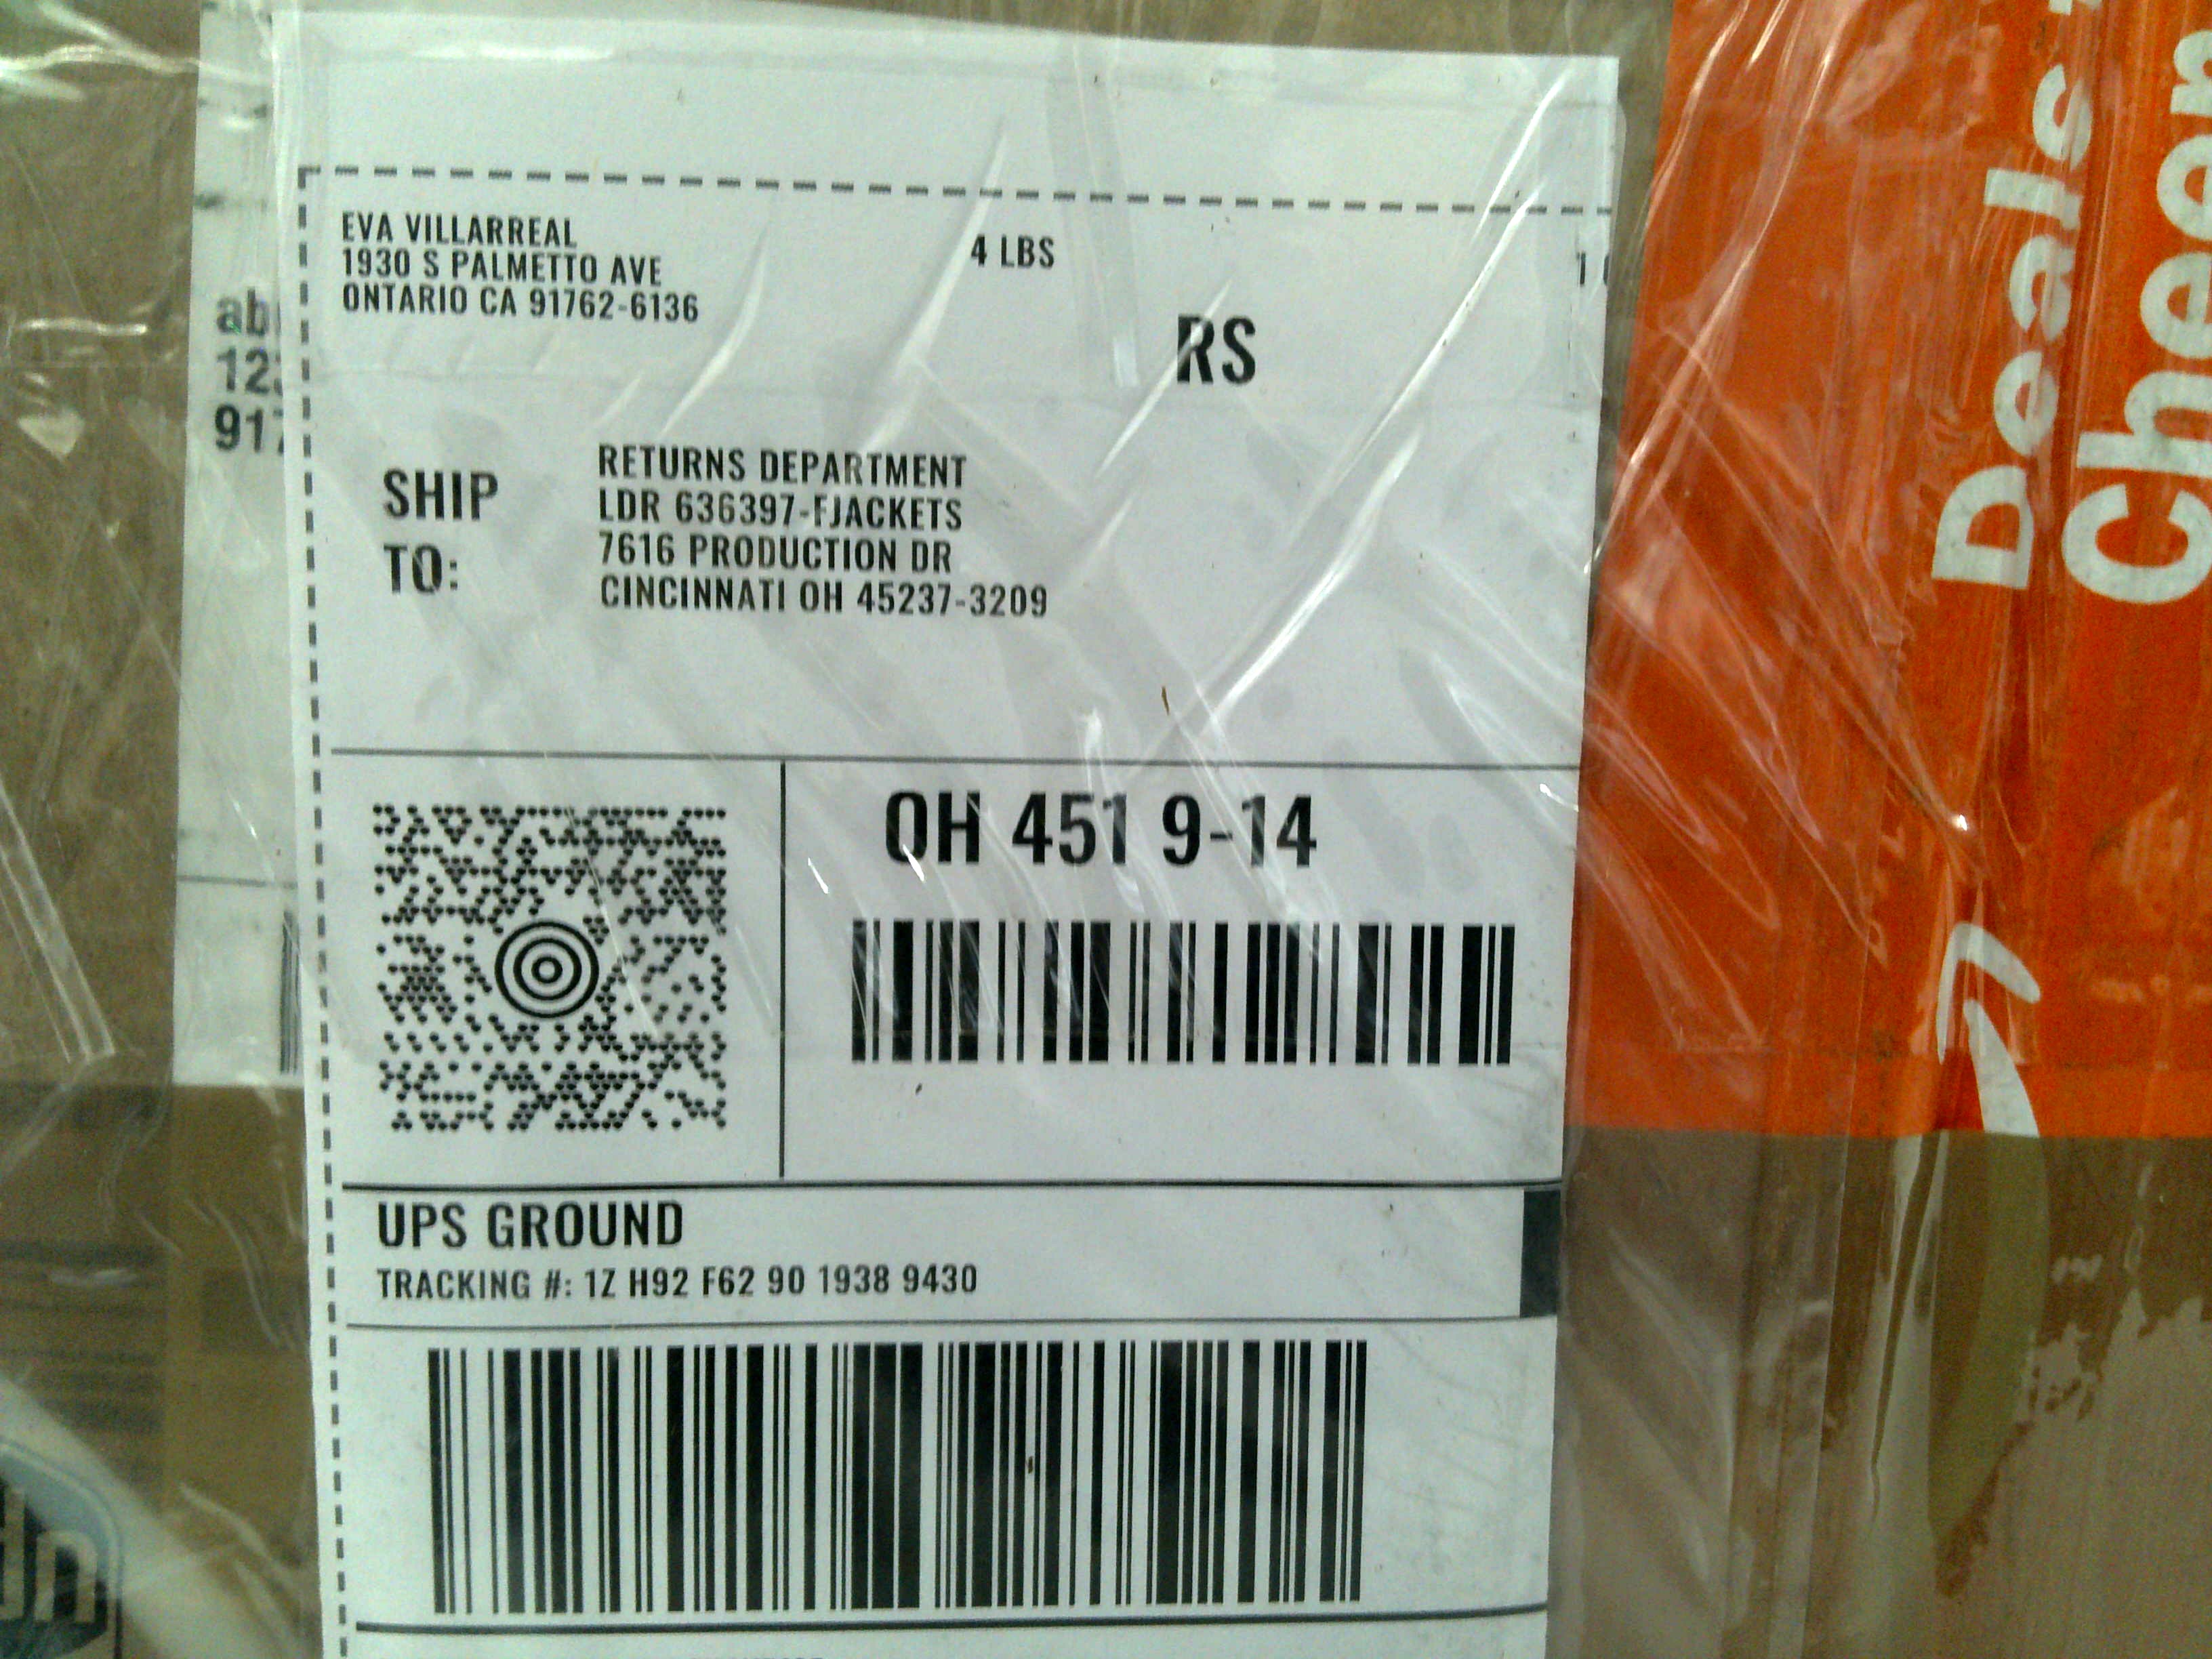 EVA VILLARREAL
1930 S PALMETTO AVE
ONTARIO CA 91762-6136
4 LBS
RS
SHIP TO:
RETURNS DEPARTMENT
LDR 636397-FJACKETS
7616 PRODUCTION DR
CINCINNATI OH 45237-3209
OH 451 9-14
UPS GROUND
TRACKING #: 1Z H92 F62 90 1938 9430
Deals